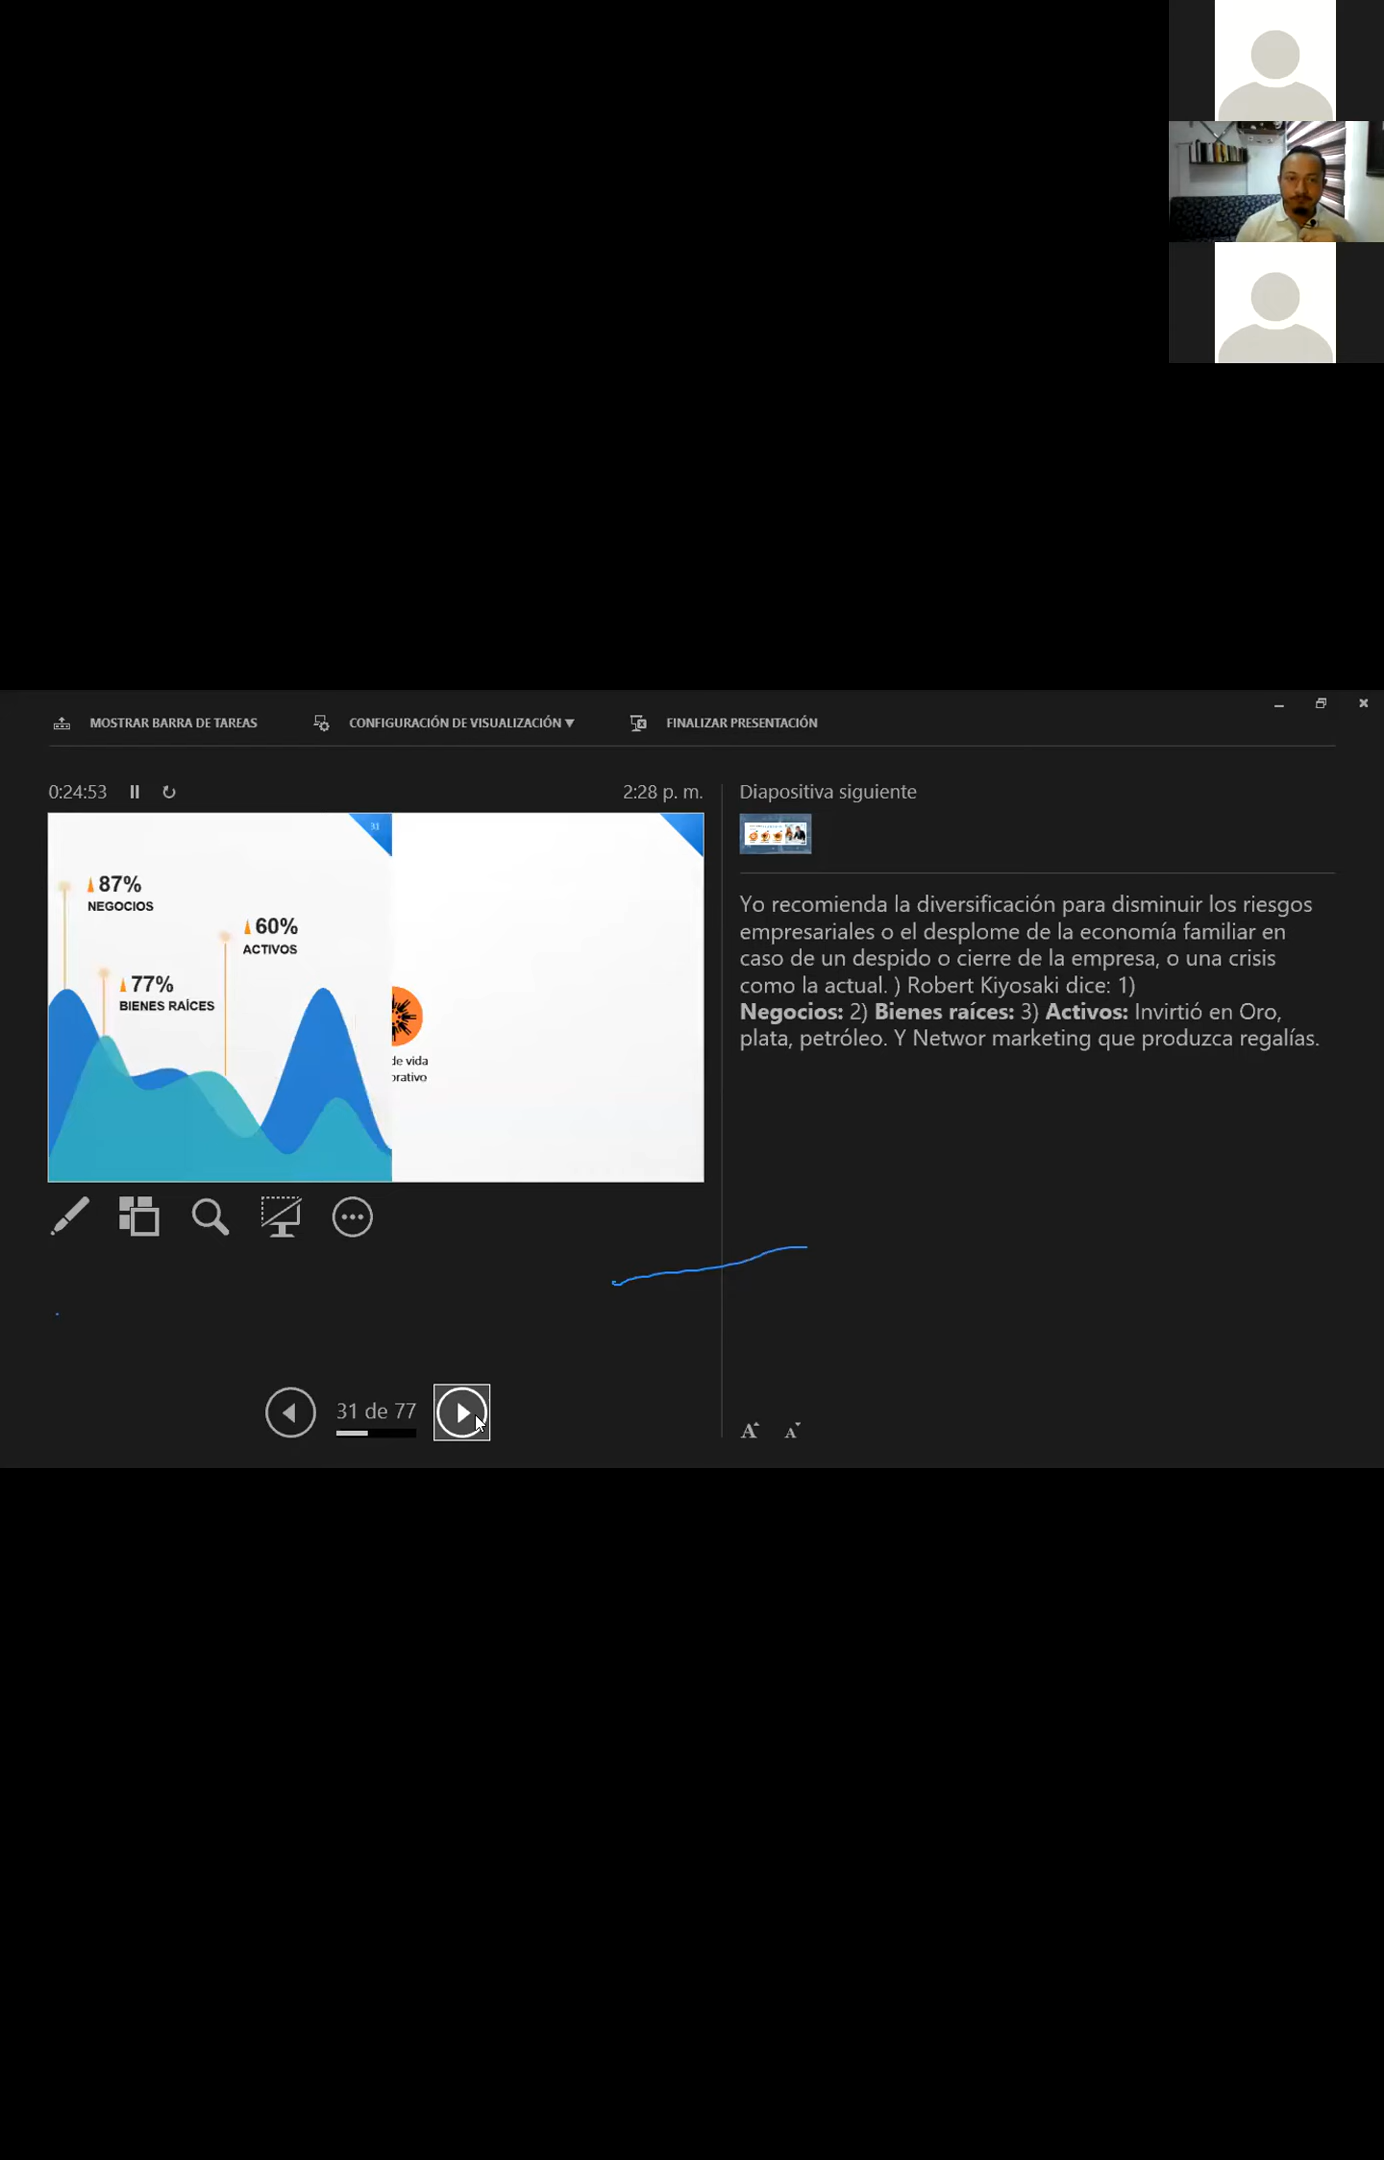 MOSTRAR BARRA DE TAREAS
CONFIGURACIÓN DE VISUALIZACIÓN ▼
FINALIZAR PRESENTACIÓN
0:24:53
2:28 p. m.
31
87%
NEGOCIOS
60%
ACTIVOS
77%
BIENES RAÍCES
de vida
orativo
31 de 77
Diapositiva siguiente
Yo recomienda la diversificación para disminuir los riesgos
empresariales o el desplome de la economía familiar en
caso de un despido o cierre de la empresa, o una crisis
como la actual. ) Robert Kiyosaki dice: 1)
Negocios: 2) Bienes raíces: 3) Activos: Invirtió en Oro,
plata, petróleo. Y Networ marketing que produzca regalías.
A A